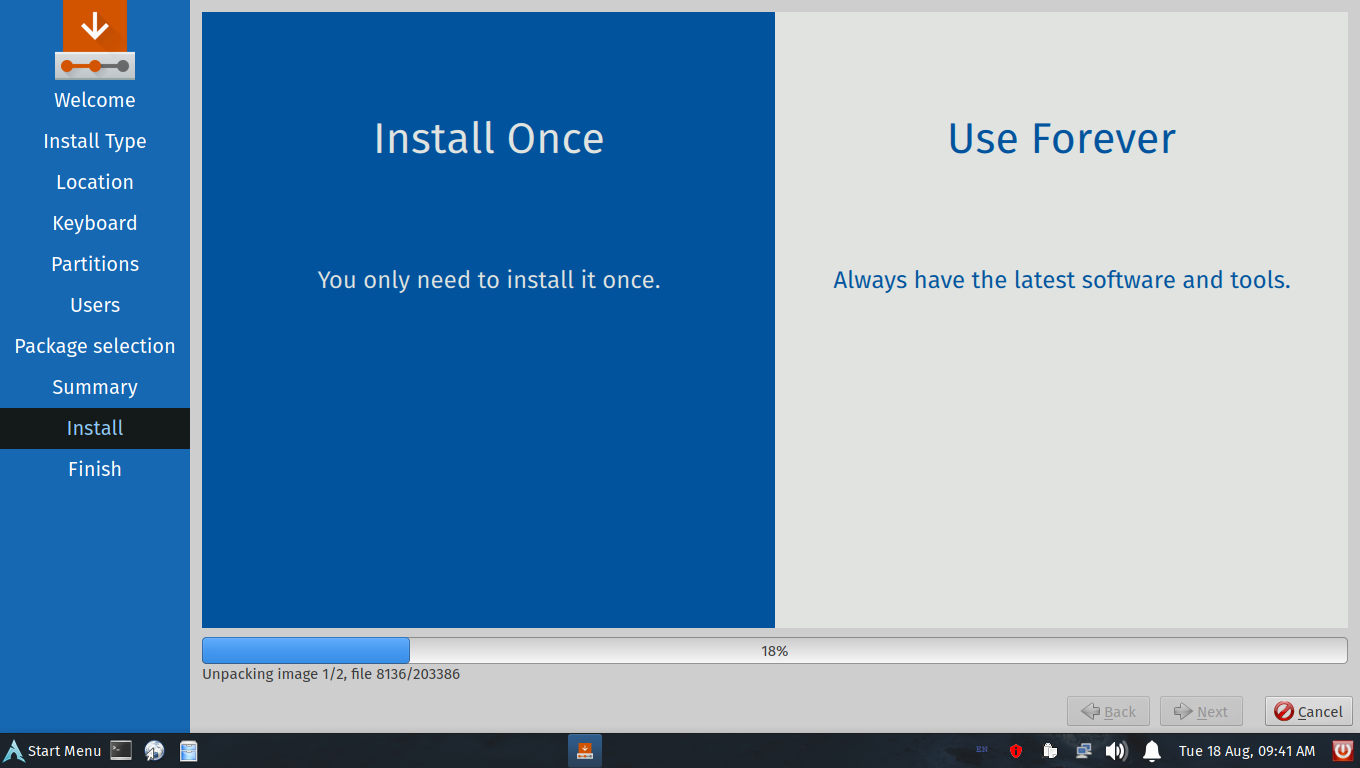 Welcome
Install Type
Location
Keyboard
Partitions
Users
Package selection
Summary
Install
Finish
Install Once
You only need to install it once.
Use Forever
Always have the latest software and tools.
18%
Unpacking image 1/2, file 8136/203386
Back
Next
Cancel
Start Menu
EN
Tue 18 Aug, 09:41 AM